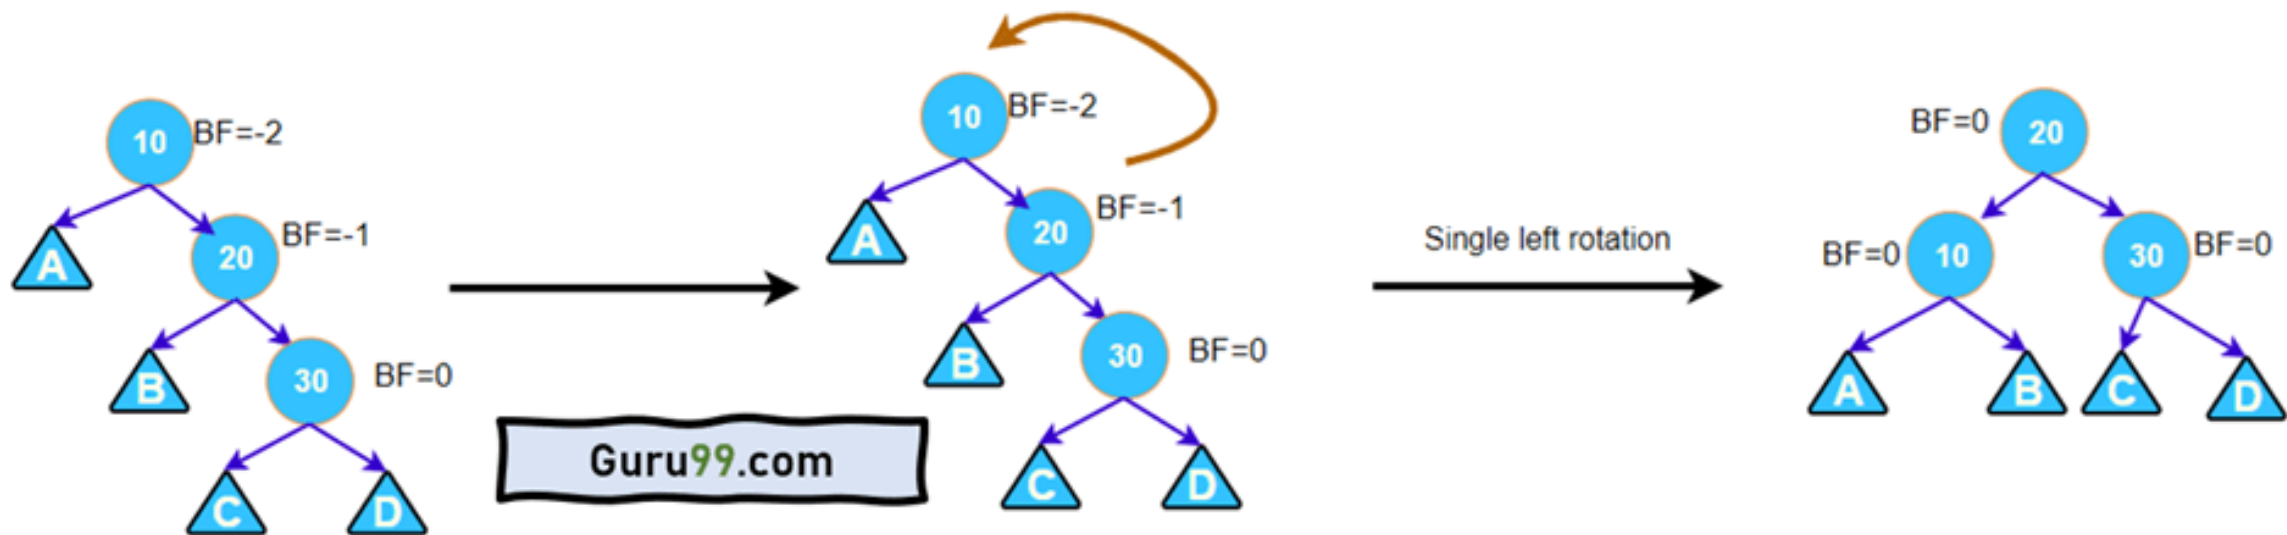 10 BF=-2
A
20 BF=-1
B
30 BF=0
C D
Guru99.com
10 BF=-2
A
20 BF=-1
B
30 BF=0
C D
Single left rotation
BF=0 20
BF=0 10 30 BF=0
A B C D